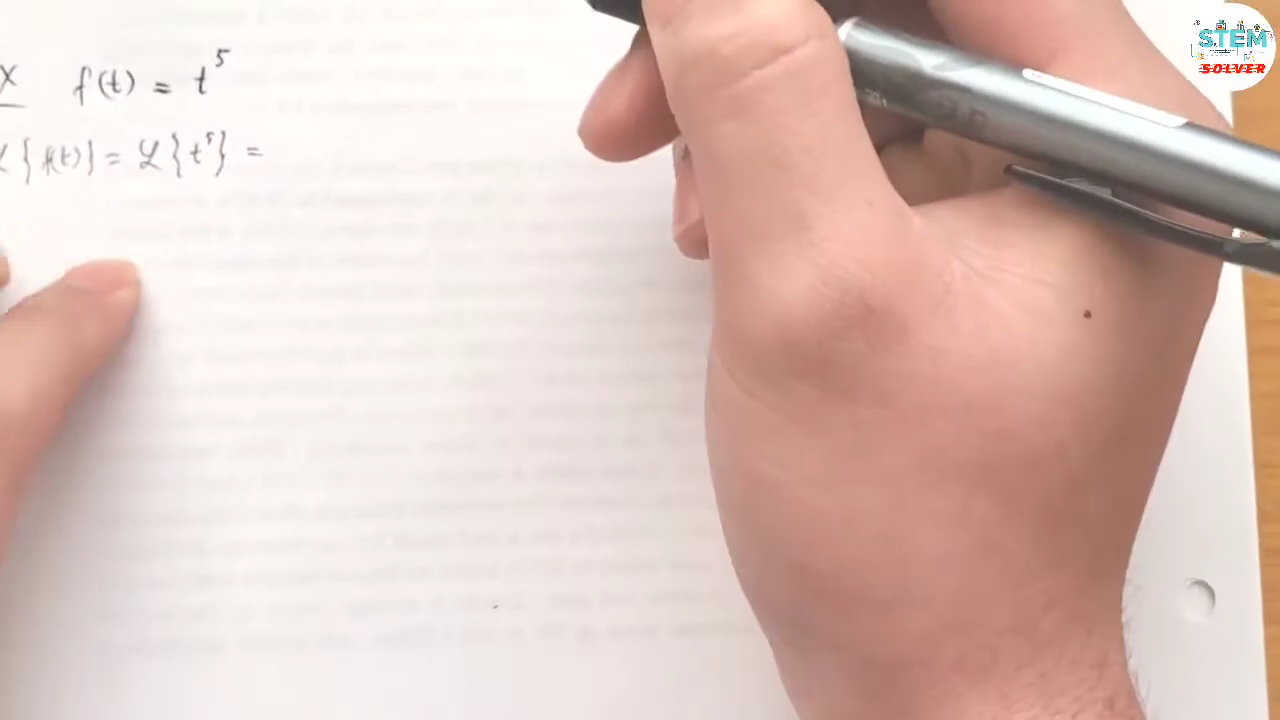 x f(t) = t⁵
ℒ{f(t)} = ℒ{t⁵} =
STEM
SOLVER